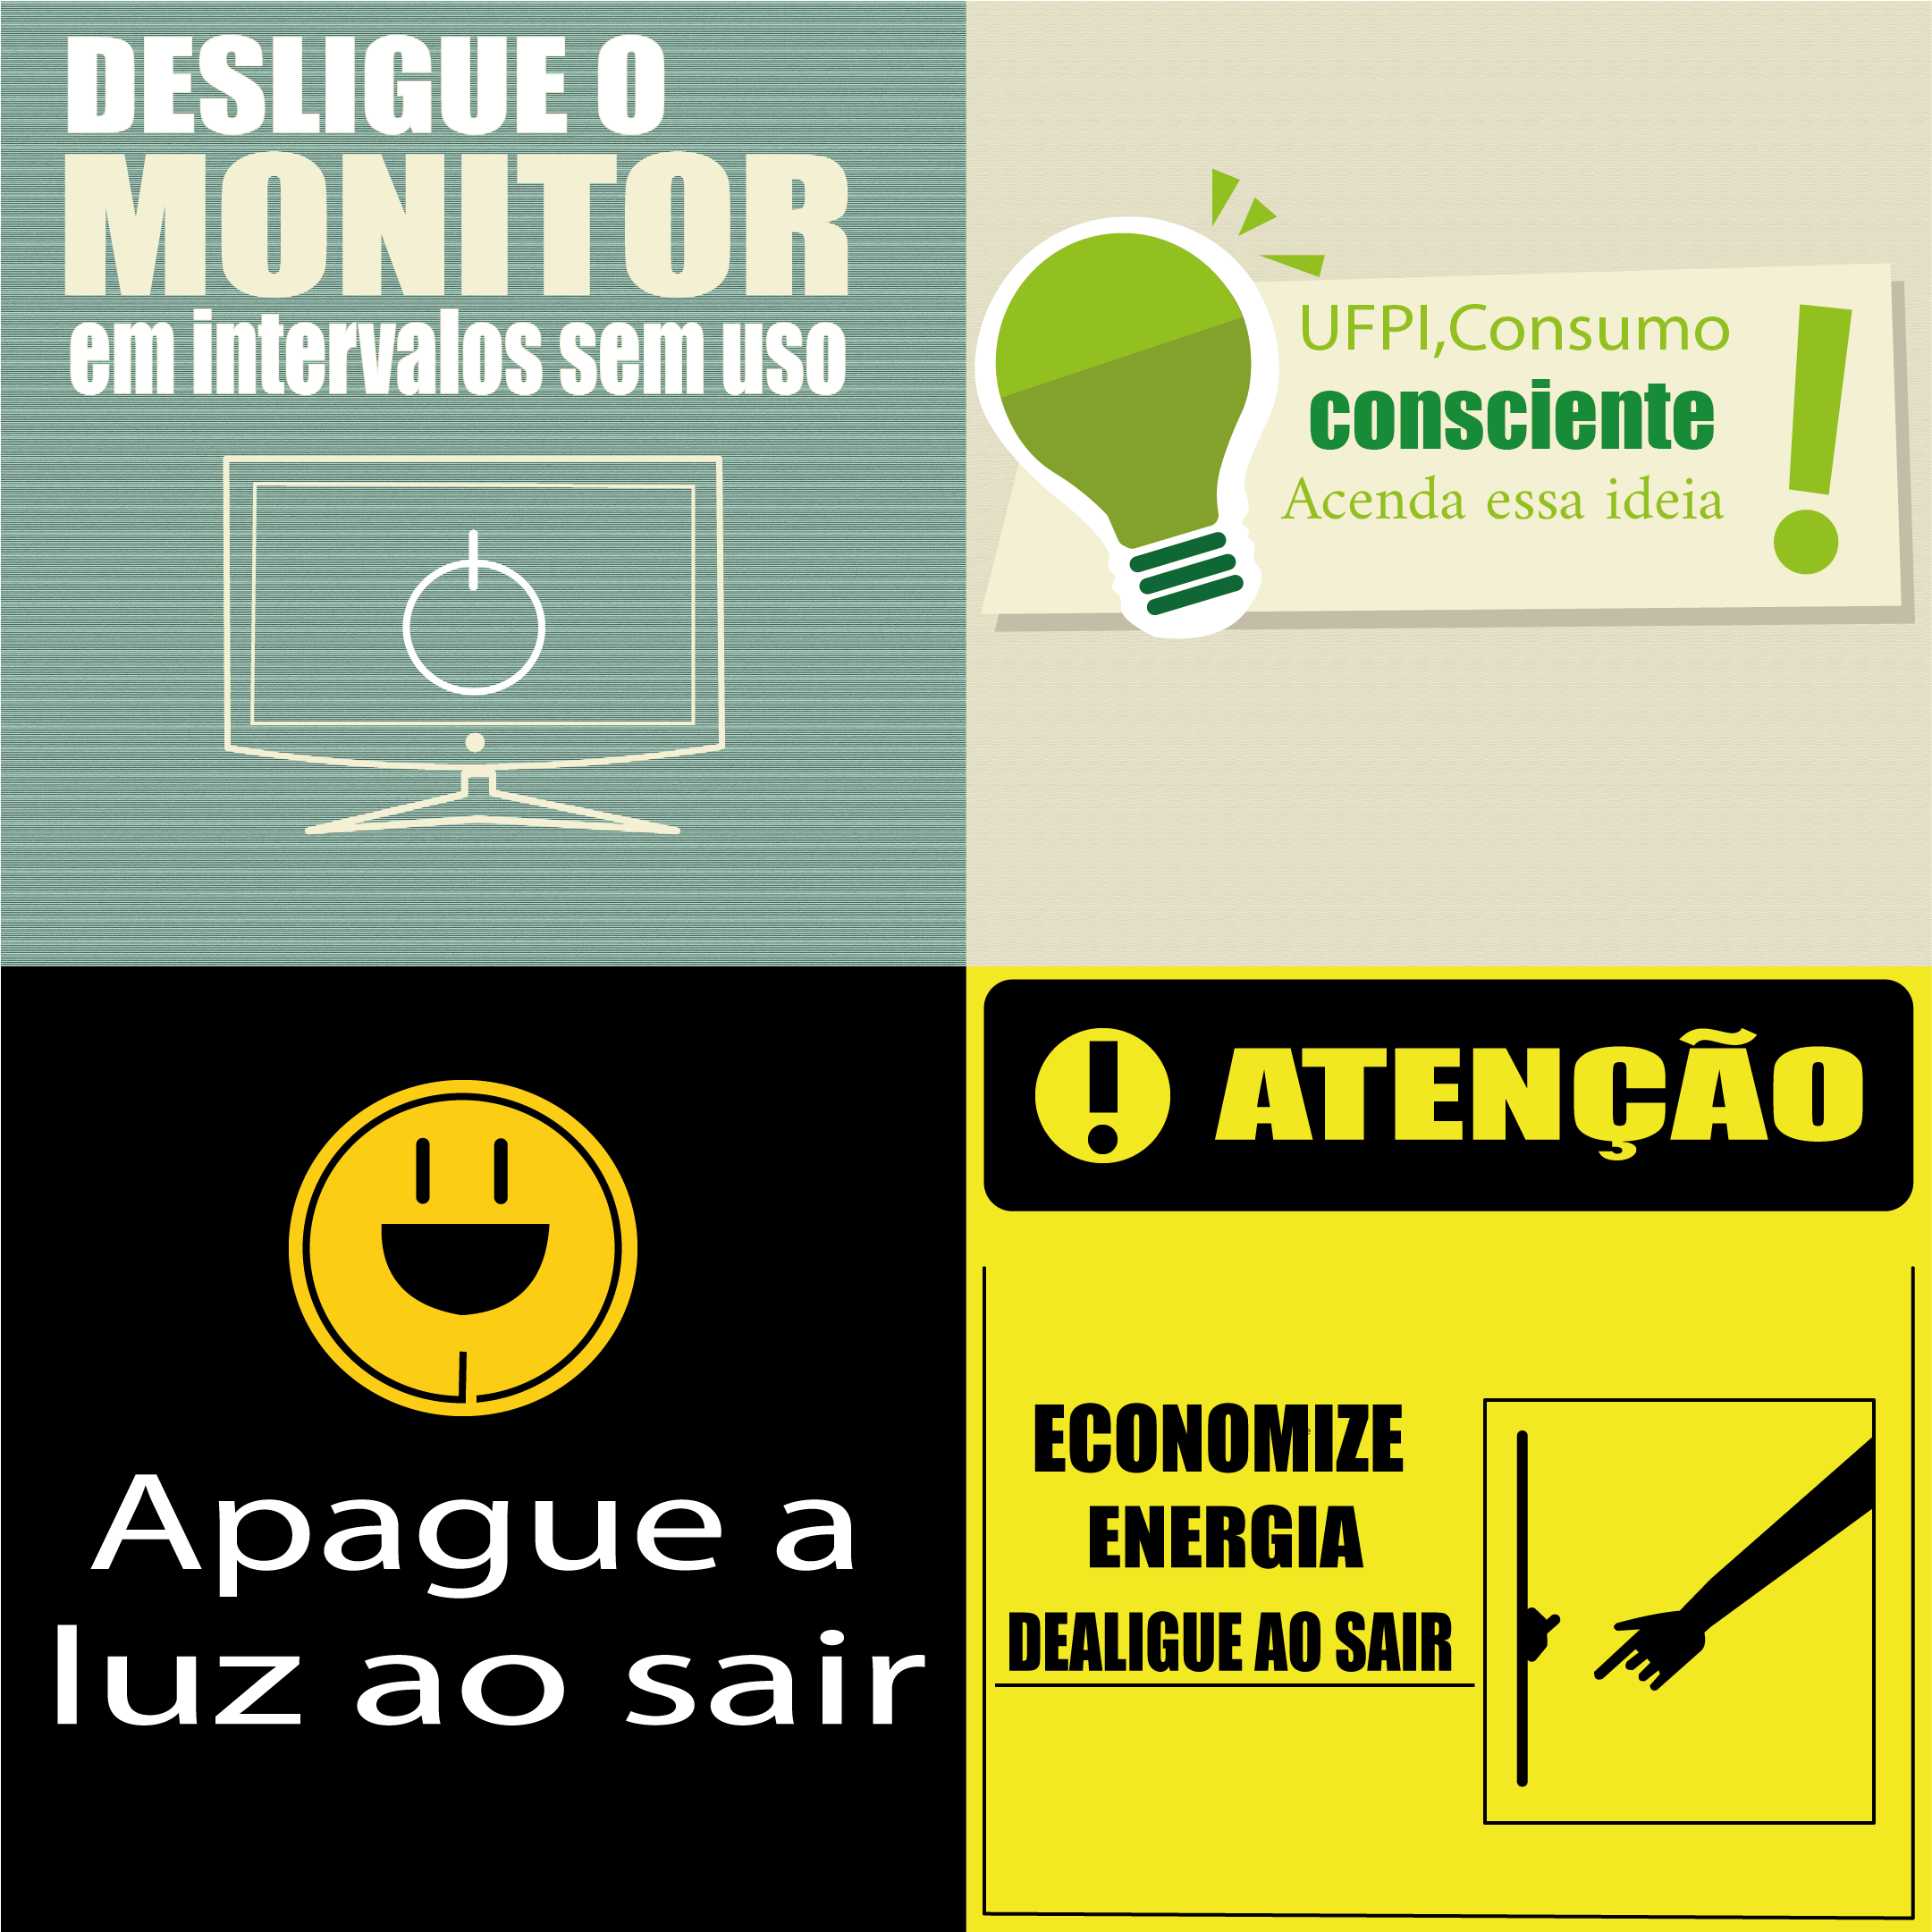 DESLIGUE O
MONITOR
em intervalos sem uso
UFPI,Consumo
consciente
Acenda essa ideia
!
Apague a
luz ao sair
! ATENÇÃO
ECONOMIZE
ENERGIA
DEALIGUE AO SAIR